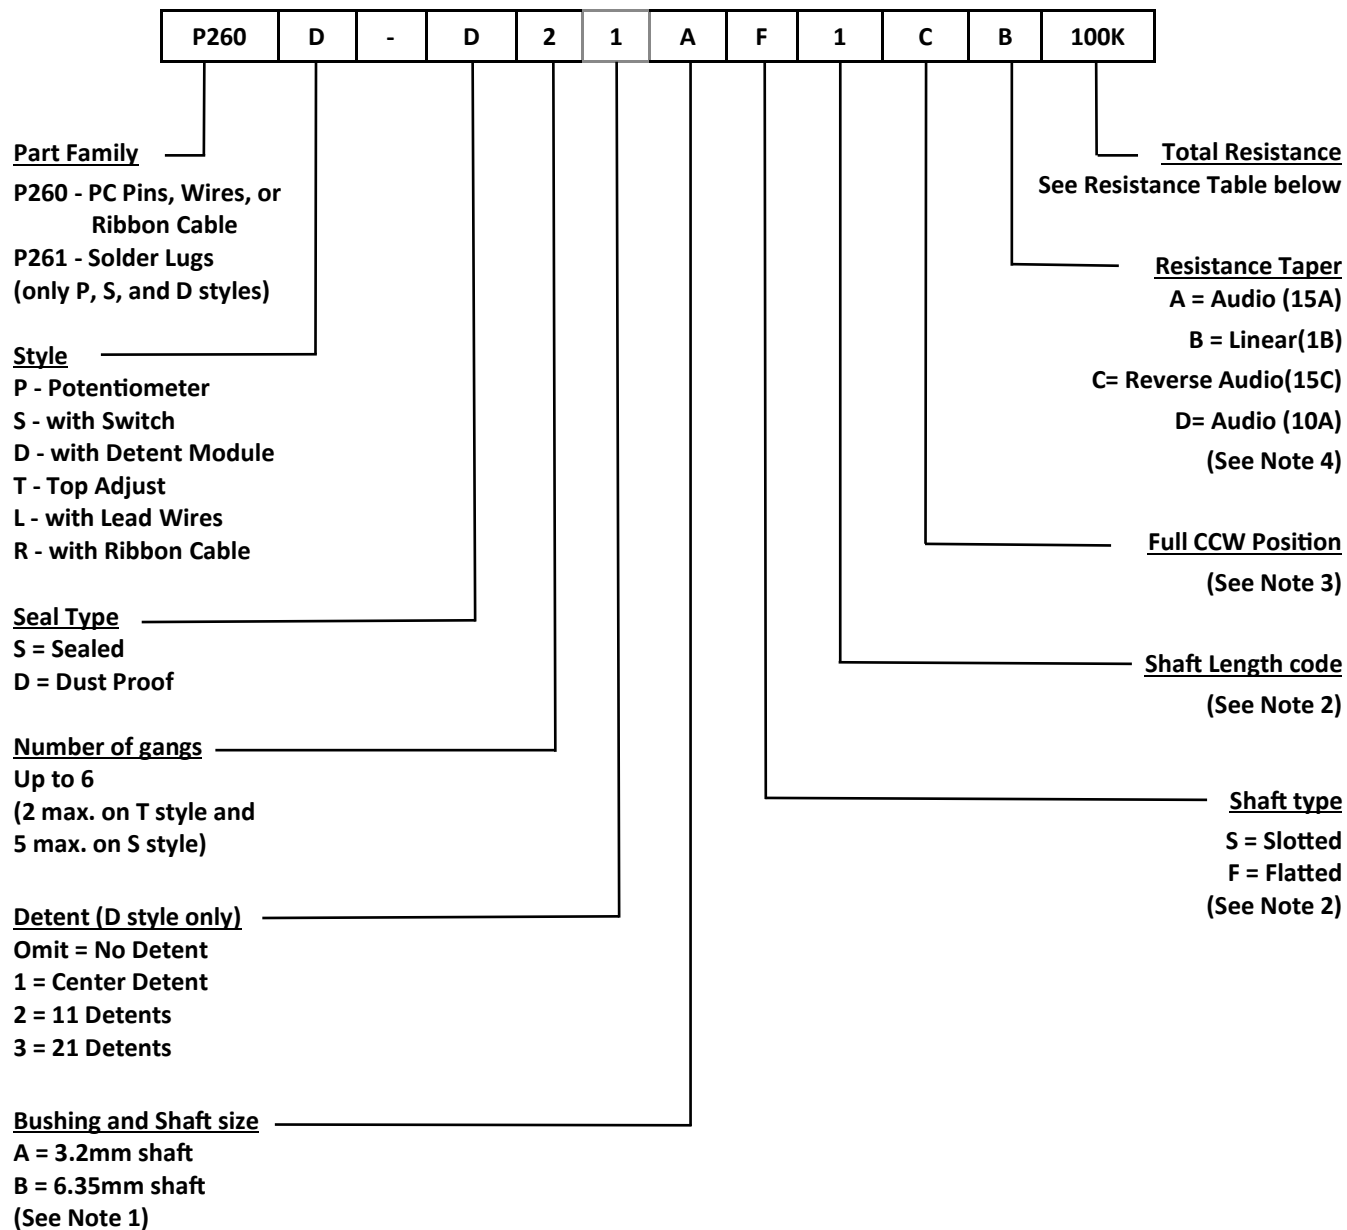 P260 D - D 2 1 A F 1 C B 100K
Part Family
P260 - PC Pins, Wires, or
Ribbon Cable
P261 - Solder Lugs
(only P, S, and D styles)
Style
P - Potentiometer
S - with Switch
D - with Detent Module
T - Top Adjust
L - with Lead Wires
R - with Ribbon Cable
Seal Type
S = Sealed
D = Dust Proof
Number of gangs
Up to 6
(2 max. on T style and
5 max. on S style)
Detent (D style only)
Omit = No Detent
1 = Center Detent
2 = 11 Detents
3 = 21 Detents
Bushing and Shaft size
A = 3.2mm shaft
B = 6.35mm shaft
(See Note 1)
Total Resistance
See Resistance Table below
Resistance Taper
A = Audio (15A)
B = Linear(1B)
C= Reverse Audio(15C)
D= Audio (10A)
(See Note 4)
Full CCW Position
(See Note 3)
Shaft Length code
(See Note 2)
Shaft type
S = Slotted
F = Flatted
(See Note 2)